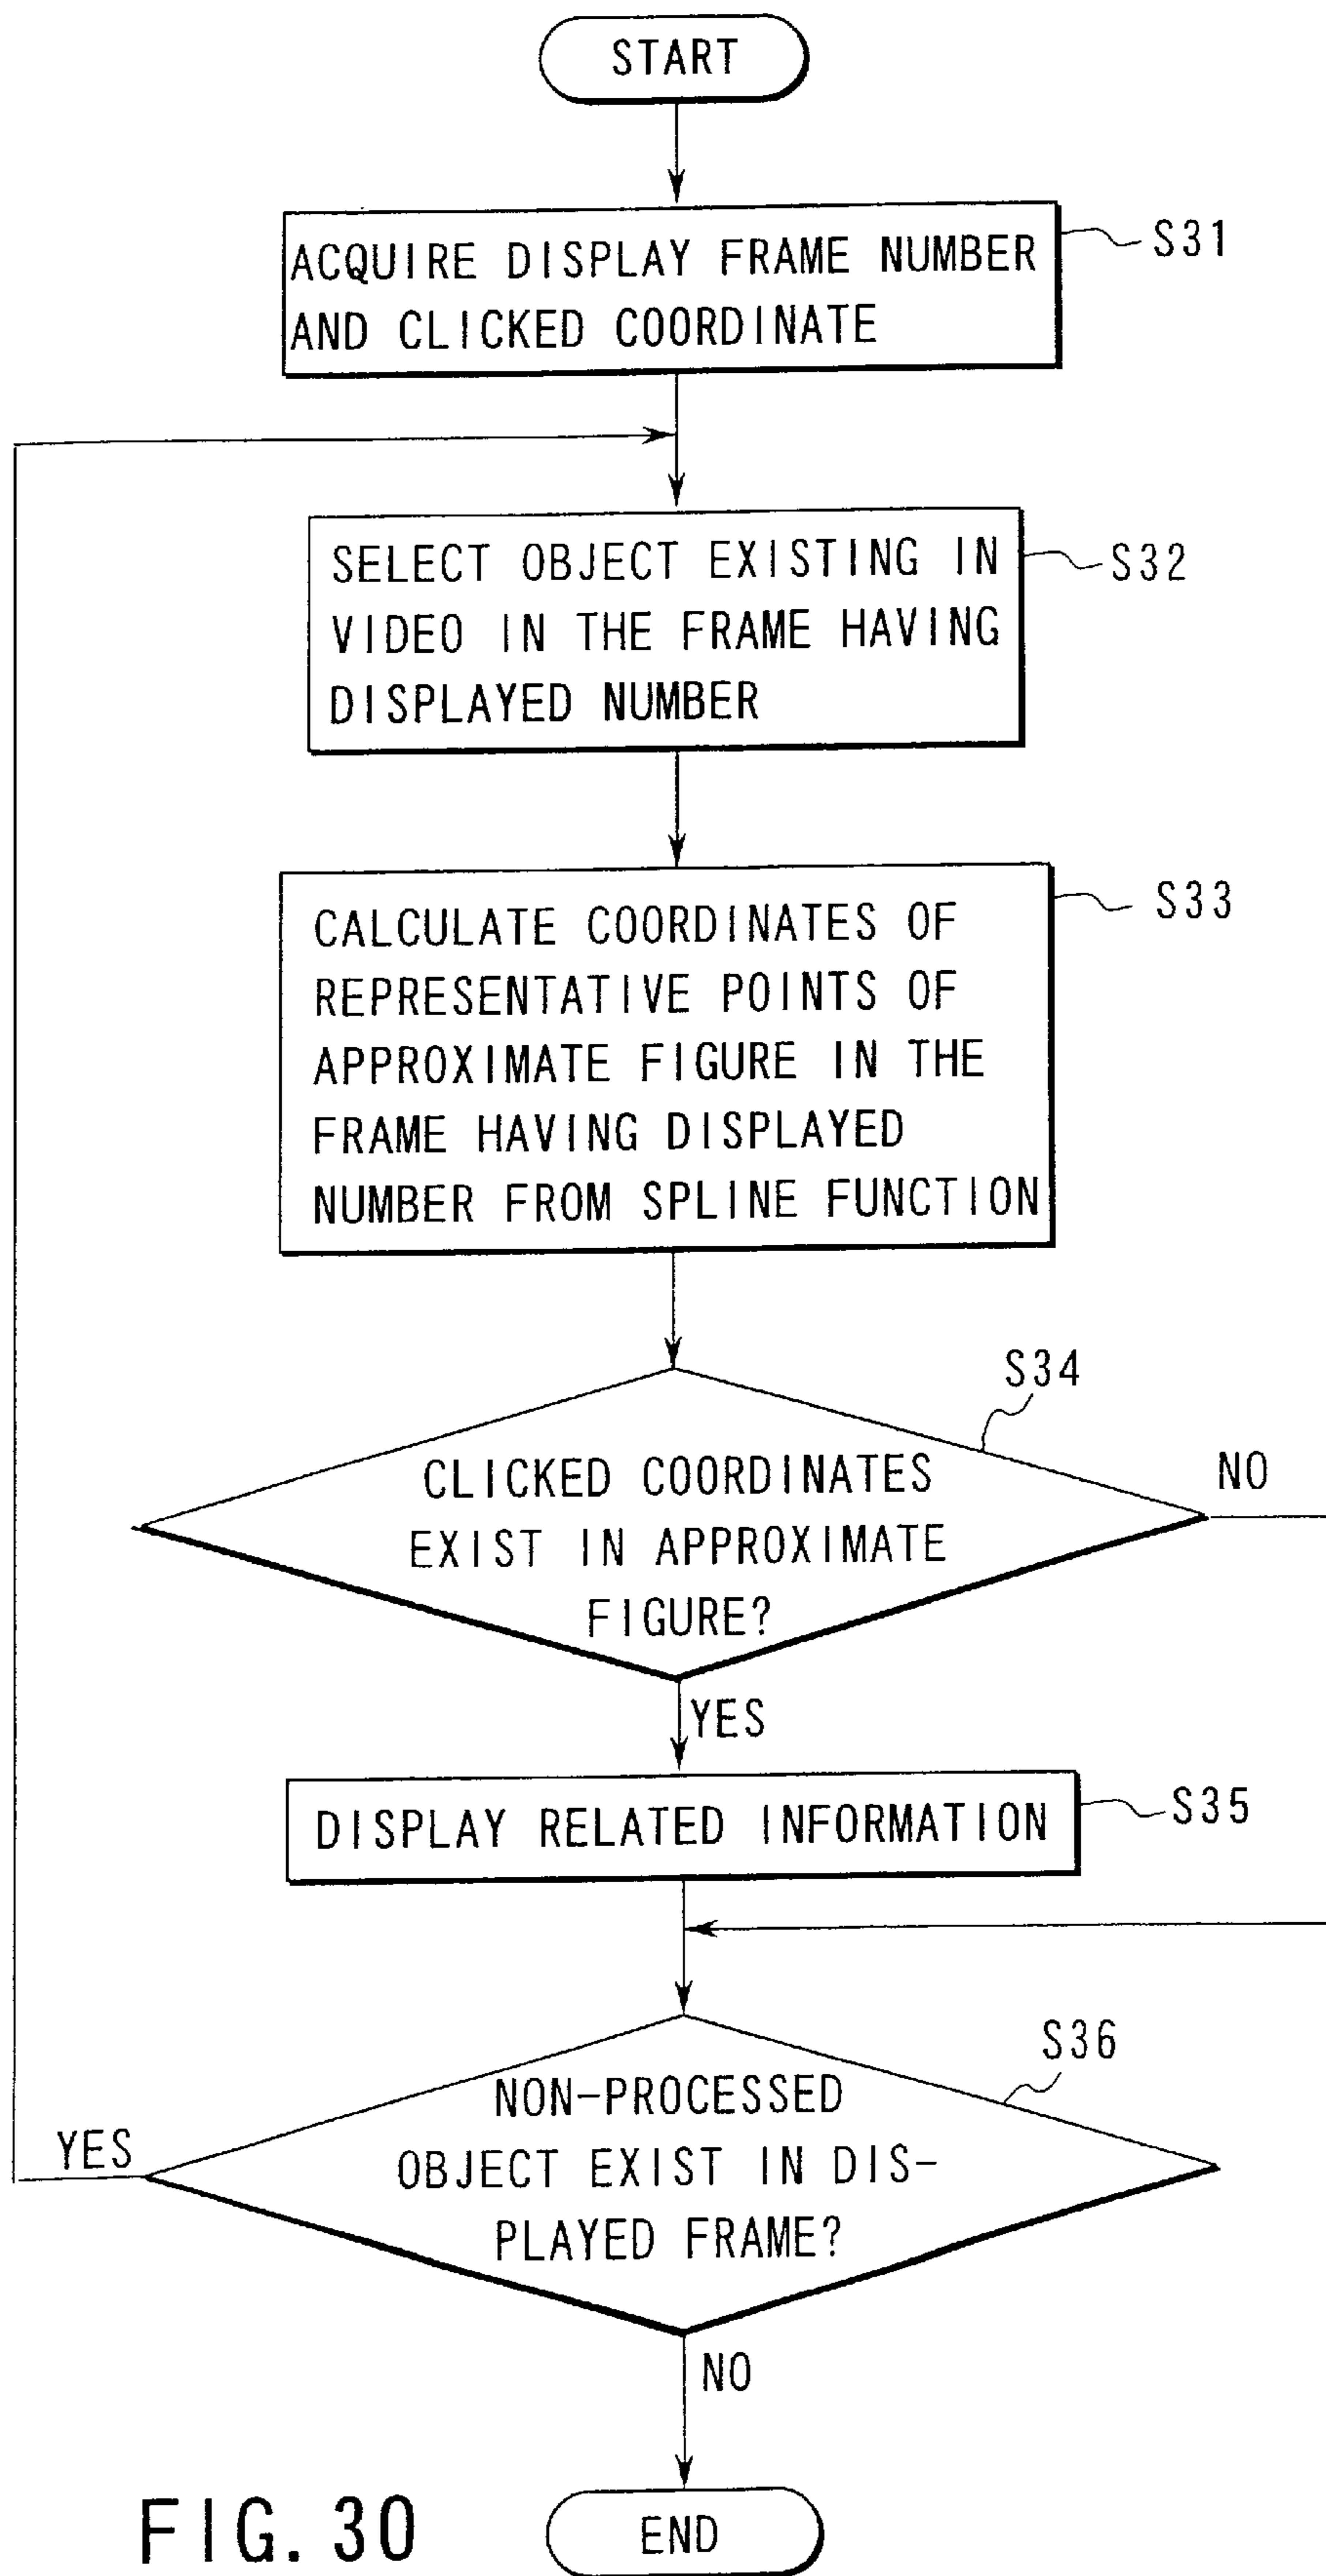 START
ACQUIRE DISPLAY FRAME NUMBER
AND CLICKED COORDINATE
S31
SELECT OBJECT EXISTING IN
VIDEO IN THE FRAME HAVING
DISPLAYED NUMBER
S32
CALCULATE COORDINATES OF
REPRESENTATIVE POINTS OF
APPROXIMATE FIGURE IN THE
FRAME HAVING DISPLAYED
NUMBER FROM SPLINE FUNCTION
S33
S34
CLICKED COORDINATES
EXIST IN APPROXIMATE
FIGURE?
NO
YES
DISPLAY RELATED INFORMATION
S35
S36
NON-PROCESSED
OBJECT EXIST IN DIS-
PLAYED FRAME?
YES
NO
END
FIG. 30